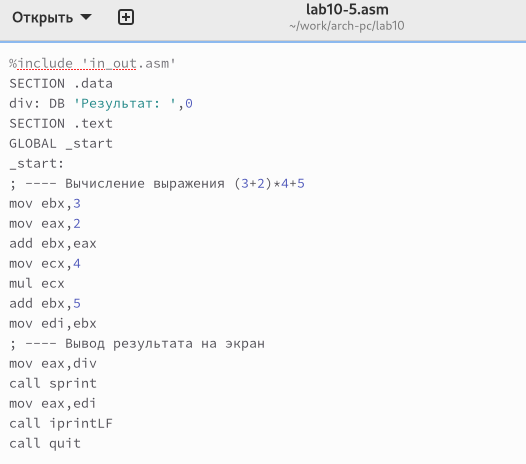 Открыть
lab10-5.asm
~/work/arch-pc/lab10
%include 'in_out.asm'
SECTION .data
div: DB 'Результат: ',0
SECTION .text
GLOBAL _start
_start:
; ---- Вычисление выражения (3+2)*4+5
mov ebx,3
mov eax,2
add ebx,eax
mov ecx,4
mul ecx
add ebx,5
mov edi,ebx
; ---- Вывод результата на экран
mov eax,div
call sprint
mov eax,edi
call iprintLF
call quit